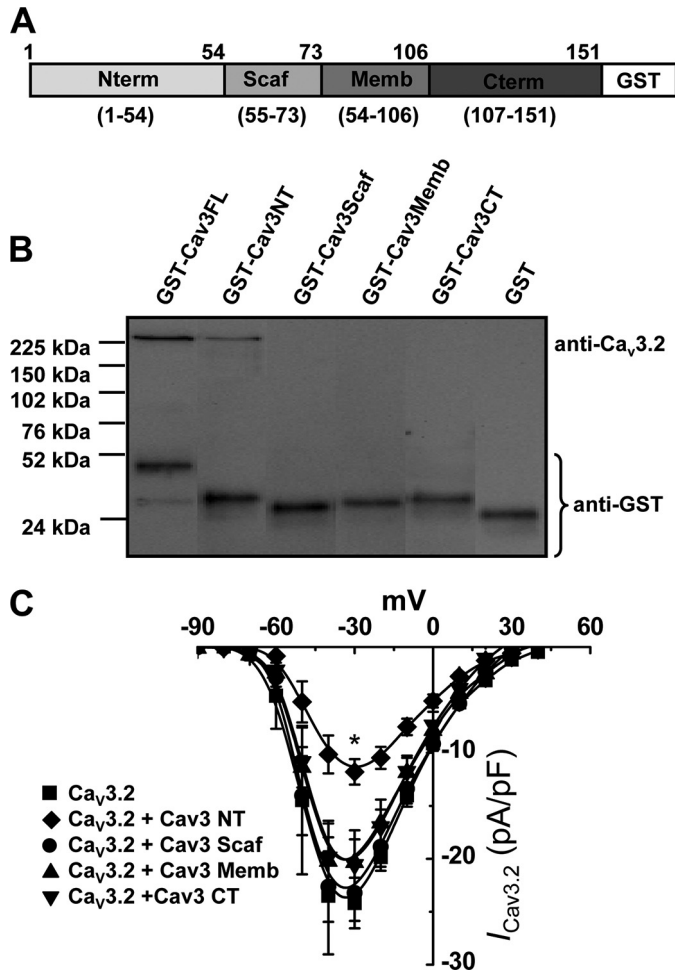 A
1 54 73 106 151
Nterm Scaf Memb Cterm GST
(1-54) (55-73) (54-106) (107-151)
B
GST-Cav3FL GST-Cav3NT GST-Cav3Scaf GST-Cav3Memb GST-Cav3CT GST
225 kDa
150 kDa
102 kDa
76 kDa
52 kDa
24 kDa
anti-Cav3.2
anti-GST
C
mV
-90 -60 -30 0 30 60
*
-10
-20
-30
ICav3.2 (pA/pF)
CaV3.2
CaV3.2 + Cav3 NT
CaV3.2 + Cav3 Scaf
CaV3.2 + Cav3 Memb
CaV3.2 +Cav3 CT